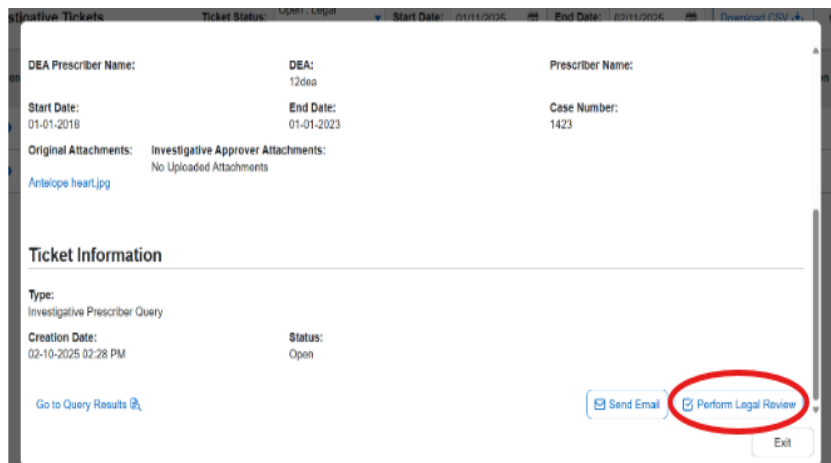 Investigative Tickets Ticket Status: Open : Legal Start Date: 01/11/2025 End Date: 02/11/2025 Download CSV
DEA Prescriber Name: DEA: Prescriber Name:
12dea
Start Date: End Date: Case Number:
01-01-2018 01-01-2023 1423
Original Attachments: Investigative Approver Attachments:
No Uploaded Attachments
Antelope heart.jpg
Ticket Information
Type:
Investigative Prescriber Query
Creation Date: Status:
02-10-2025 02:28 PM Open
Go to Query Results Send Email Perform Legal Review
Exit